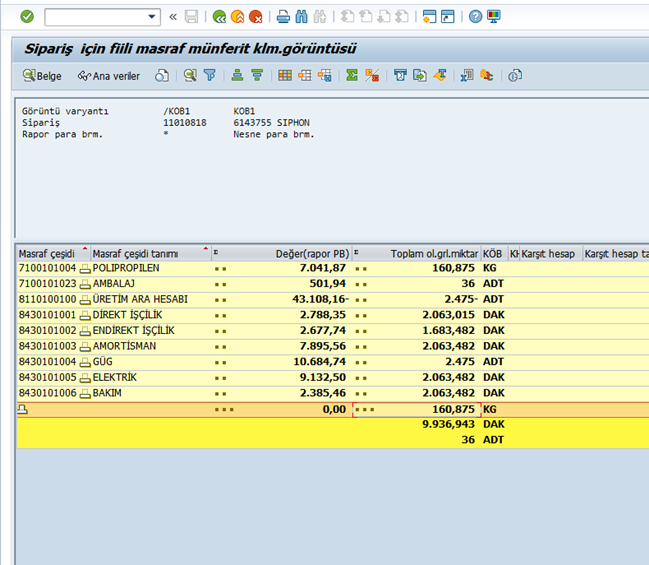 Sipariş için fiili masraf münferit klm.görüntüsü
Belge Ana veriler
Görüntü varyantı /KOB1 KOB1
Sipariş 11010818 6143755 SIPHON
Rapor para brm. * Nesne para brm.
Masraf çeşidi Masraf çeşidi tanımı Σ Değer(rapor PB) Σ Toplam ol.grl.miktar KÖB Kł Karşıt hesap Karşıt hesap ta
7100101004 POLIPROPILEN 7.041,87 160,875 KG
7100101023 AMBALAJ 501,94 36 ADT
8110100100 ÜRETİM ARA HESABI 43.108,16- 2.475- ADT
8430101001 DİREKT İŞÇİLİK 2.788,35 2.063,015 DAK
8430101002 ENDİREKT İŞÇİLİK 2.677,74 1.683,482 DAK
8430101003 AMORTİSMAN 7.895,56 2.063,482 DAK
8430101004 GÜG 10.684,74 2.475 ADT
8430101005 ELEKTRİK 9.132,50 2.063,482 DAK
8430101006 BAKIM 2.385,46 2.063,482 DAK
0,00 160,875 KG
9.936,943 DAK
36 ADT